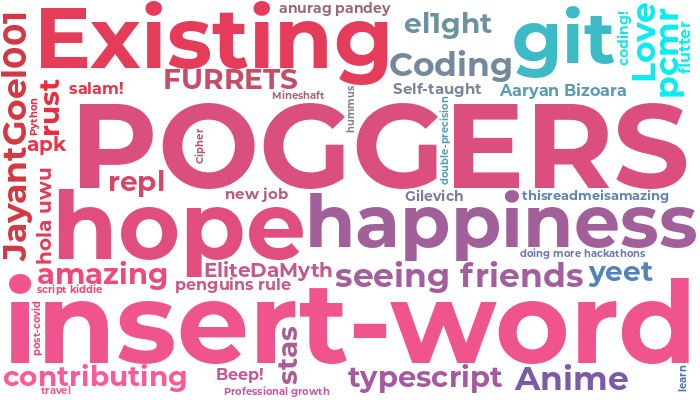 Existing
anurag pandey
el1ght
git
coding!
Love
pcmr
flutter
JayantGoel001
Python
rust
salam!
FURRETS
Coding
Mineshaft
hummus
Self-taught
Aaryan Bizoara
apk
POGGERS
Cipher
double-precision
repl
hola uwu
new job
Gilevich
thisreadmeisamazing
hope
happiness
doing more hackathons
amazing
EliteDaMyth
seeing friends
yeet
script kiddie
penguins rule
post-covid
insert-word
stas
contributing
Beep!
typescript
Anime
learn
travel
Professional growth